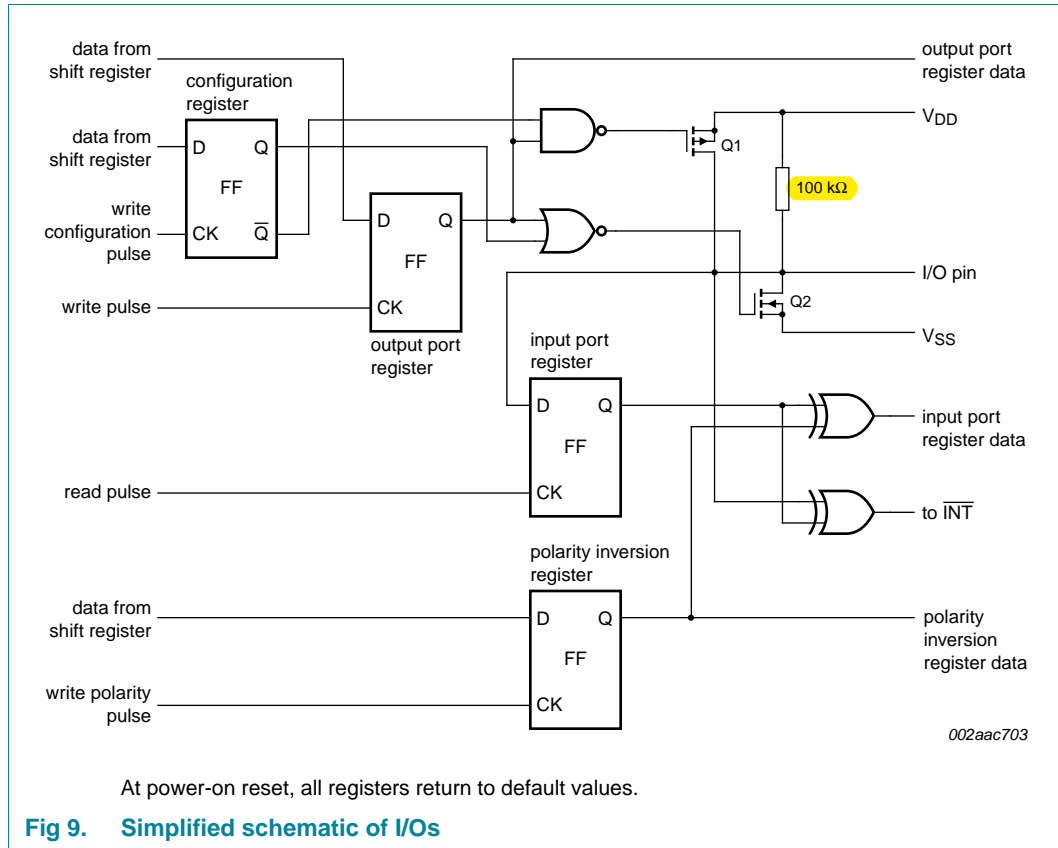 data from
shift register
output port
register data
configuration
register
VDD
data from
shift register
D
Q
FF
Q1
100 kΩ
write
configuration
pulse
CK
Q̅
D
Q
FF
I/O pin
write pulse
CK
Q2
output port
register
input port
register
VSS
D
Q
FF
input port
register data
read pulse
CK
to I̅N̅T̅
polarity inversion
register
data from
shift register
D
Q
FF
polarity
inversion
register data
write polarity
pulse
CK
002aac703
At power-on reset, all registers return to default values.
Fig 9. Simplified schematic of I/Os